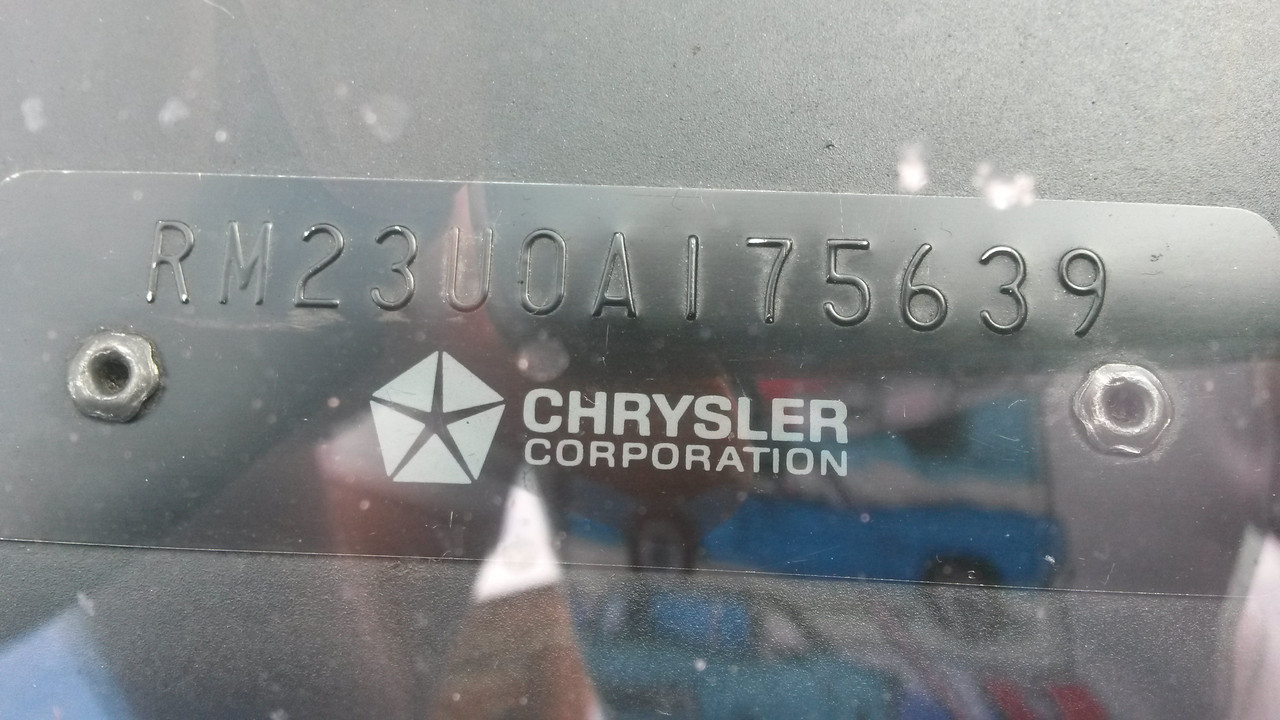 RM23U0A175639
CHRYSLER
CORPORATION